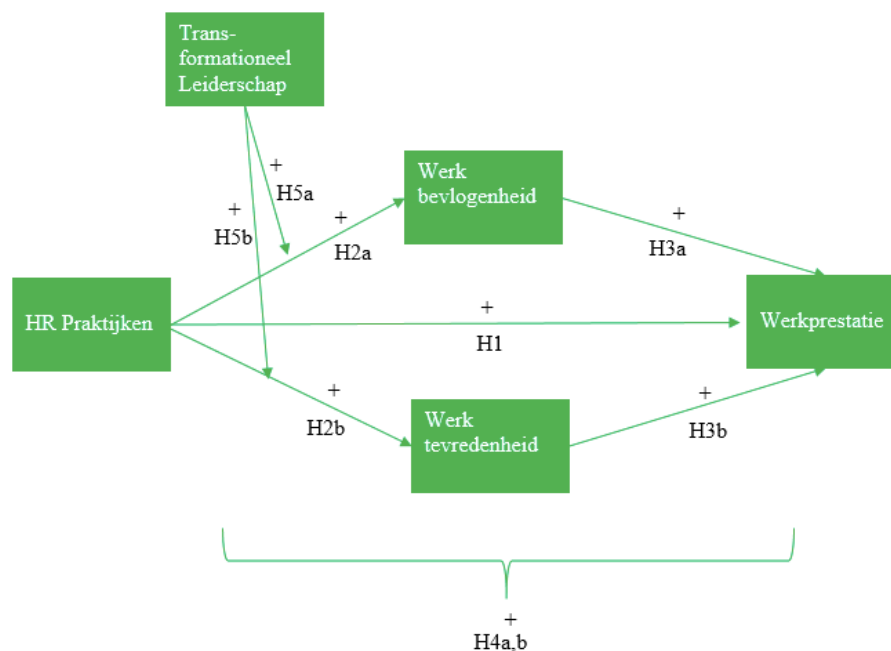 Trans-
formationeel
Leiderschap
+
H5a
+
H5b
+
H2a
Werk
bevlogenheid
+
H3a
HR Praktijken
+
H1
Werkprestatie
+
H2b
Werk
tevredenheid
+
H3b
+
H4a,b